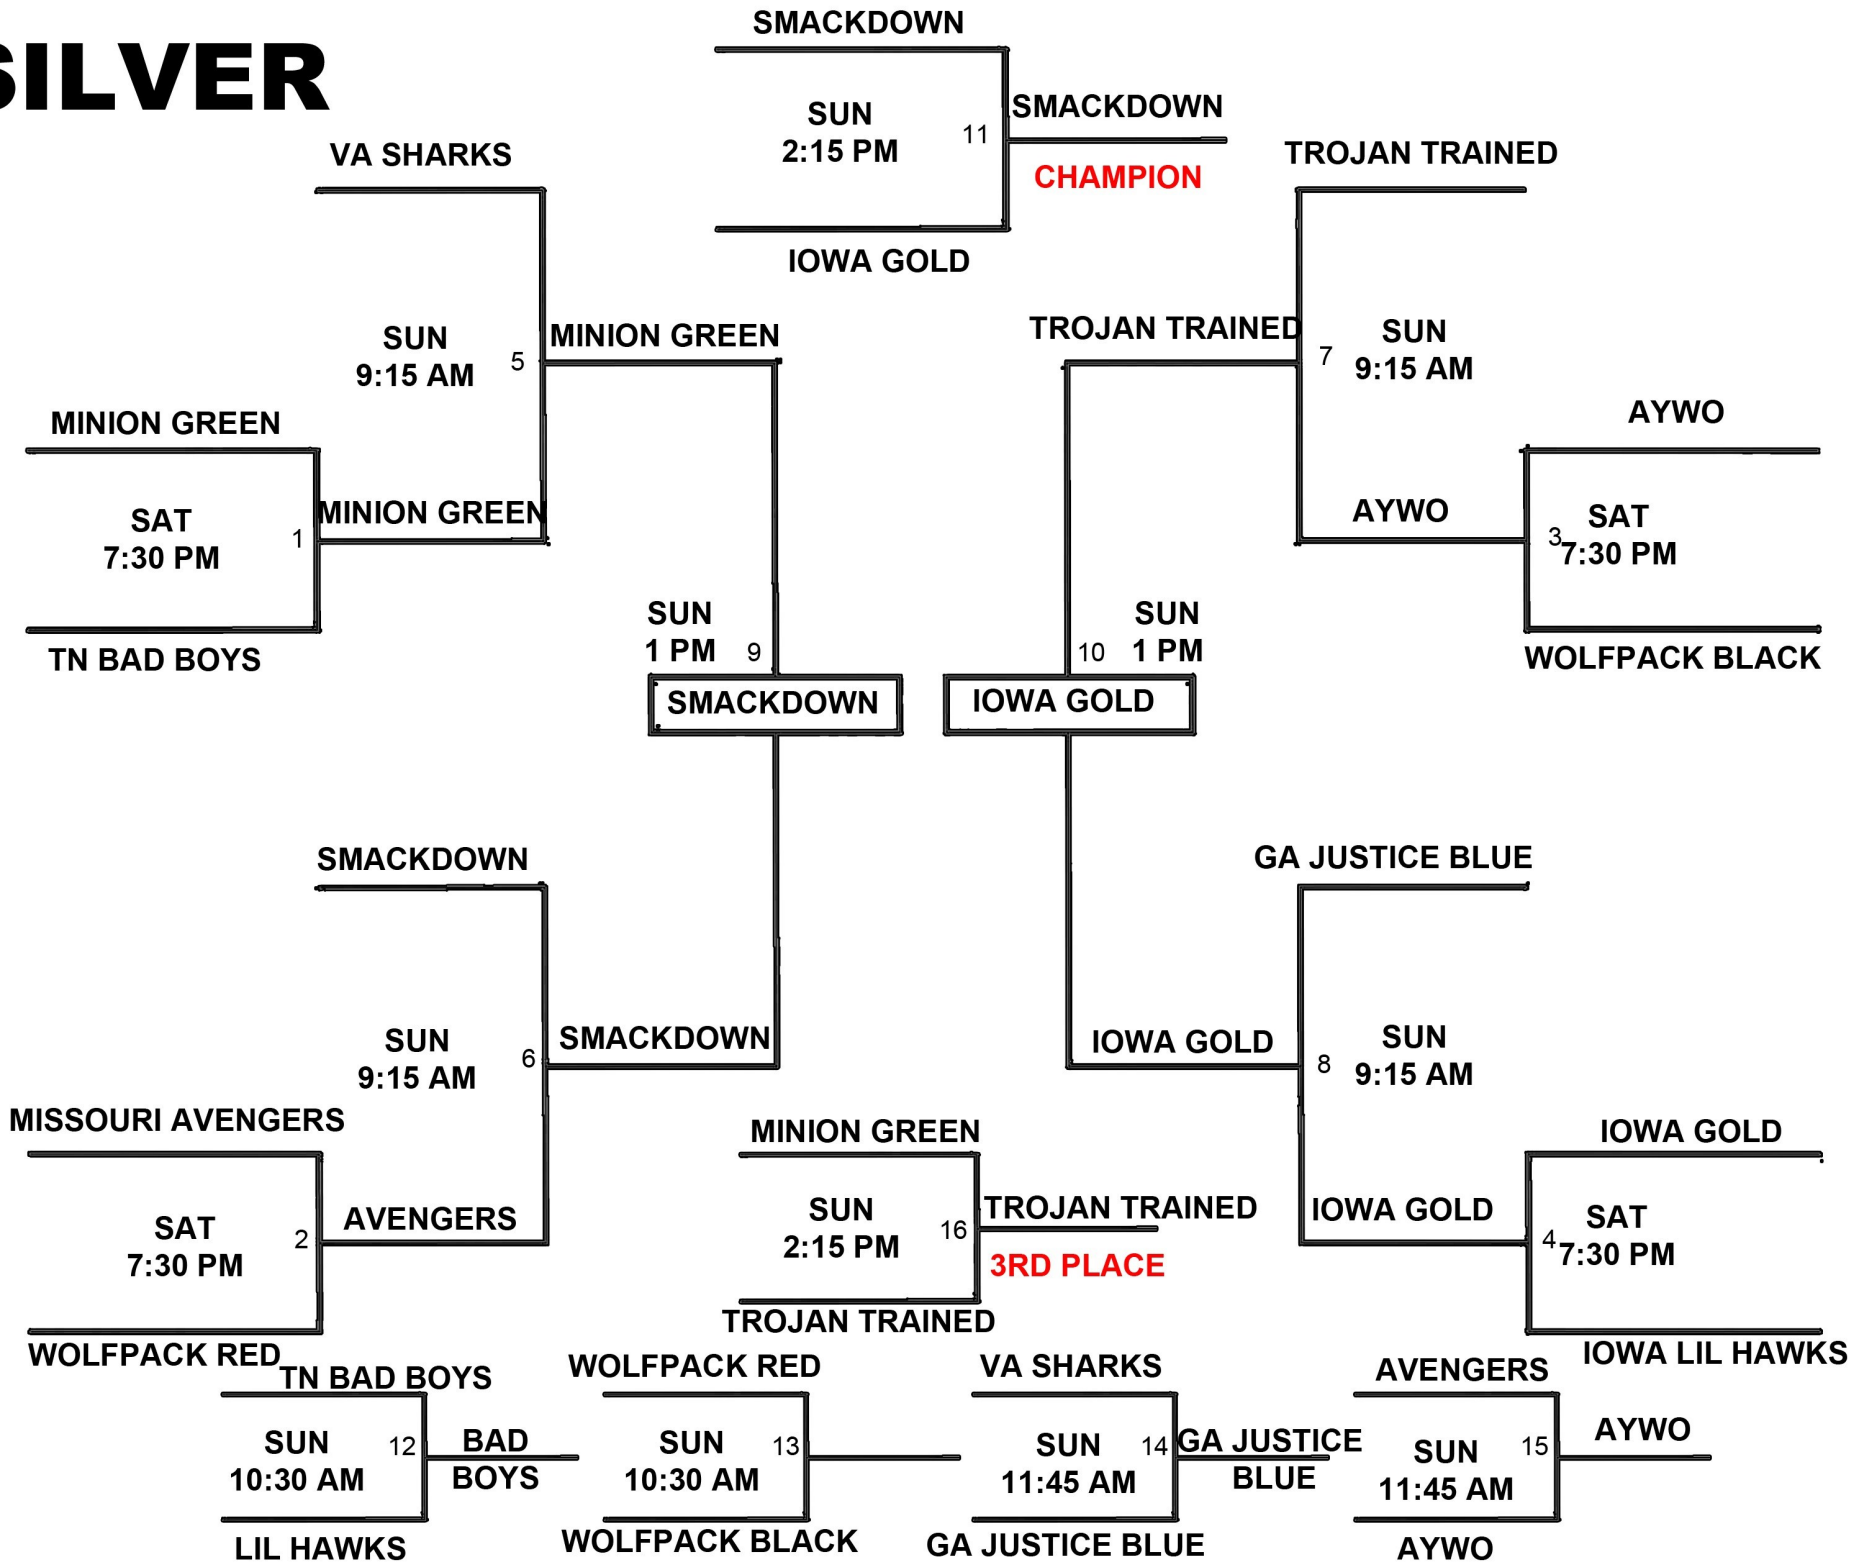 SILVER
SMACKDOWN
SUN
2:15 PM
11
SMACKDOWN
CHAMPION
IOWA GOLD
VA SHARKS
SUN
9:15 AM
5
MINION GREEN
MINION GREEN
SAT
7:30 PM
1
MINION GREEN
TN BAD BOYS
SUN
1 PM
9
SMACKDOWN
SMACKDOWN
SUN
9:15 AM
6
SMACKDOWN
MISSOURI AVENGERS
SAT
7:30 PM
2
AVENGERS
WOLFPACK RED
TROJAN TRAINED
TROJAN TRAINED
7
SUN
9:15 AM
AYWO
AYWO
3
SAT
7:30 PM
WOLFPACK BLACK
10
SUN
1 PM
IOWA GOLD
GA JUSTICE BLUE
IOWA GOLD
8
SUN
9:15 AM
IOWA GOLD
IOWA GOLD
4
SAT
7:30 PM
IOWA LIL HAWKS
MINION GREEN
SUN
2:15 PM
16
TROJAN TRAINED
3RD PLACE
TROJAN TRAINED
TN BAD BOYS
SUN
10:30 AM
12
BAD
BOYS
LIL HAWKS
WOLFPACK RED
SUN
10:30 AM
13
WOLFPACK BLACK
VA SHARKS
SUN
11:45 AM
14
GA JUSTICE
BLUE
GA JUSTICE BLUE
AVENGERS
SUN
11:45 AM
15
AYWO
AYWO